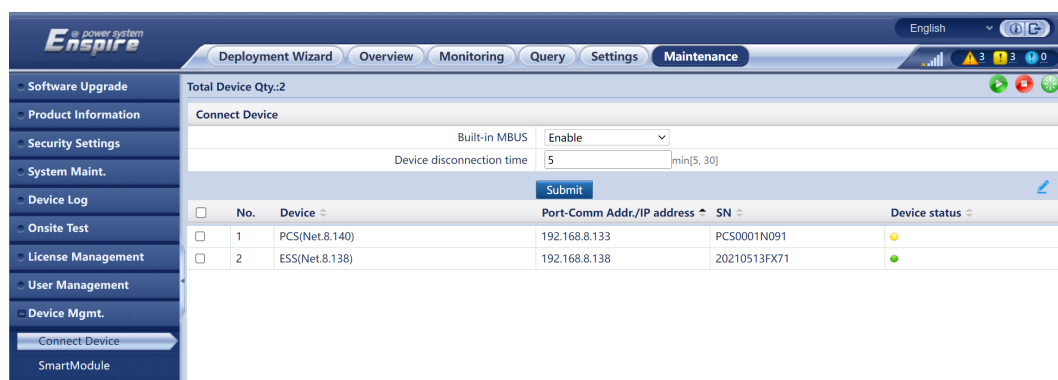 English
Enspire @ power system
Deployment Wizard Overview Monitoring Query Settings Maintenance
3 3 0
Software Upgrade
Product Information
Security Settings
System Maint.
Device Log
Onsite Test
License Management
User Management
Device Mgmt.
Connect Device
SmartModule
Total Device Qty.:2
Connect Device
Built-in MBUS Enable
Device disconnection time 5 min[5, 30]
Submit
No. Device Port-Comm Addr./IP address SN Device status
1 PCS(Net.8.140) 192.168.8.133 PCS0001N091
2 ESS(Net.8.138) 192.168.8.138 20210513FX71